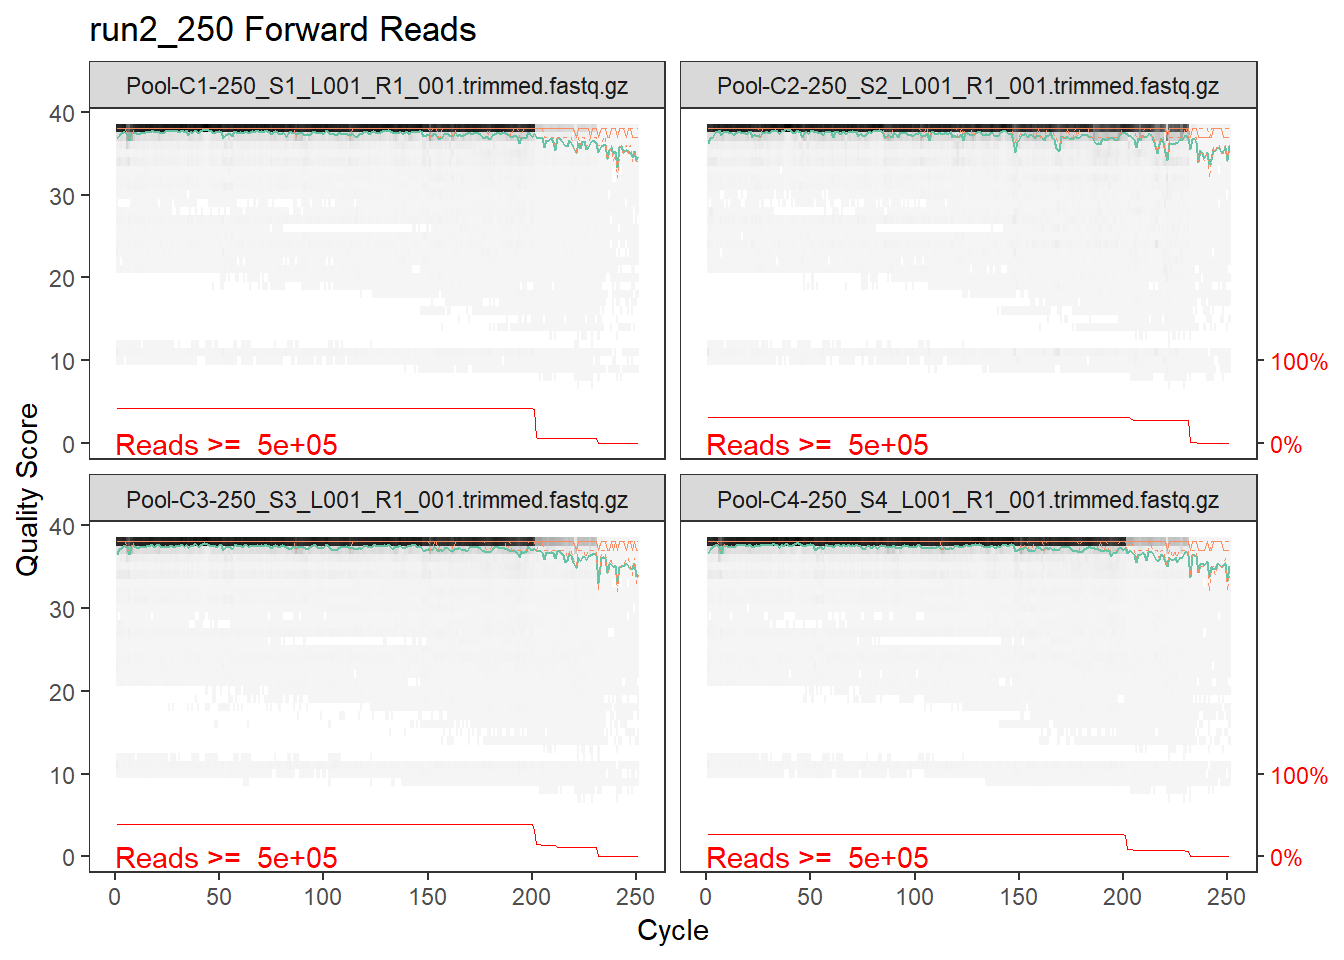 run2_250 Forward Reads
Pool-C1-250_S1_L001_R1_001.trimmed.fastq.gz
Pool-C2-250_S2_L001_R1_001.trimmed.fastq.gz
40
30
20
10
0
Reads >=  5e+05
Reads >=  5e+05
100%
0%
Pool-C3-250_S3_L001_R1_001.trimmed.fastq.gz
Pool-C4-250_S4_L001_R1_001.trimmed.fastq.gz
40
30
20
10
0
Reads >=  5e+05
Reads >=  5e+05
100%
0%
0 50 100 150 200 250
0 50 100 150 200 250
Cycle
Quality Score